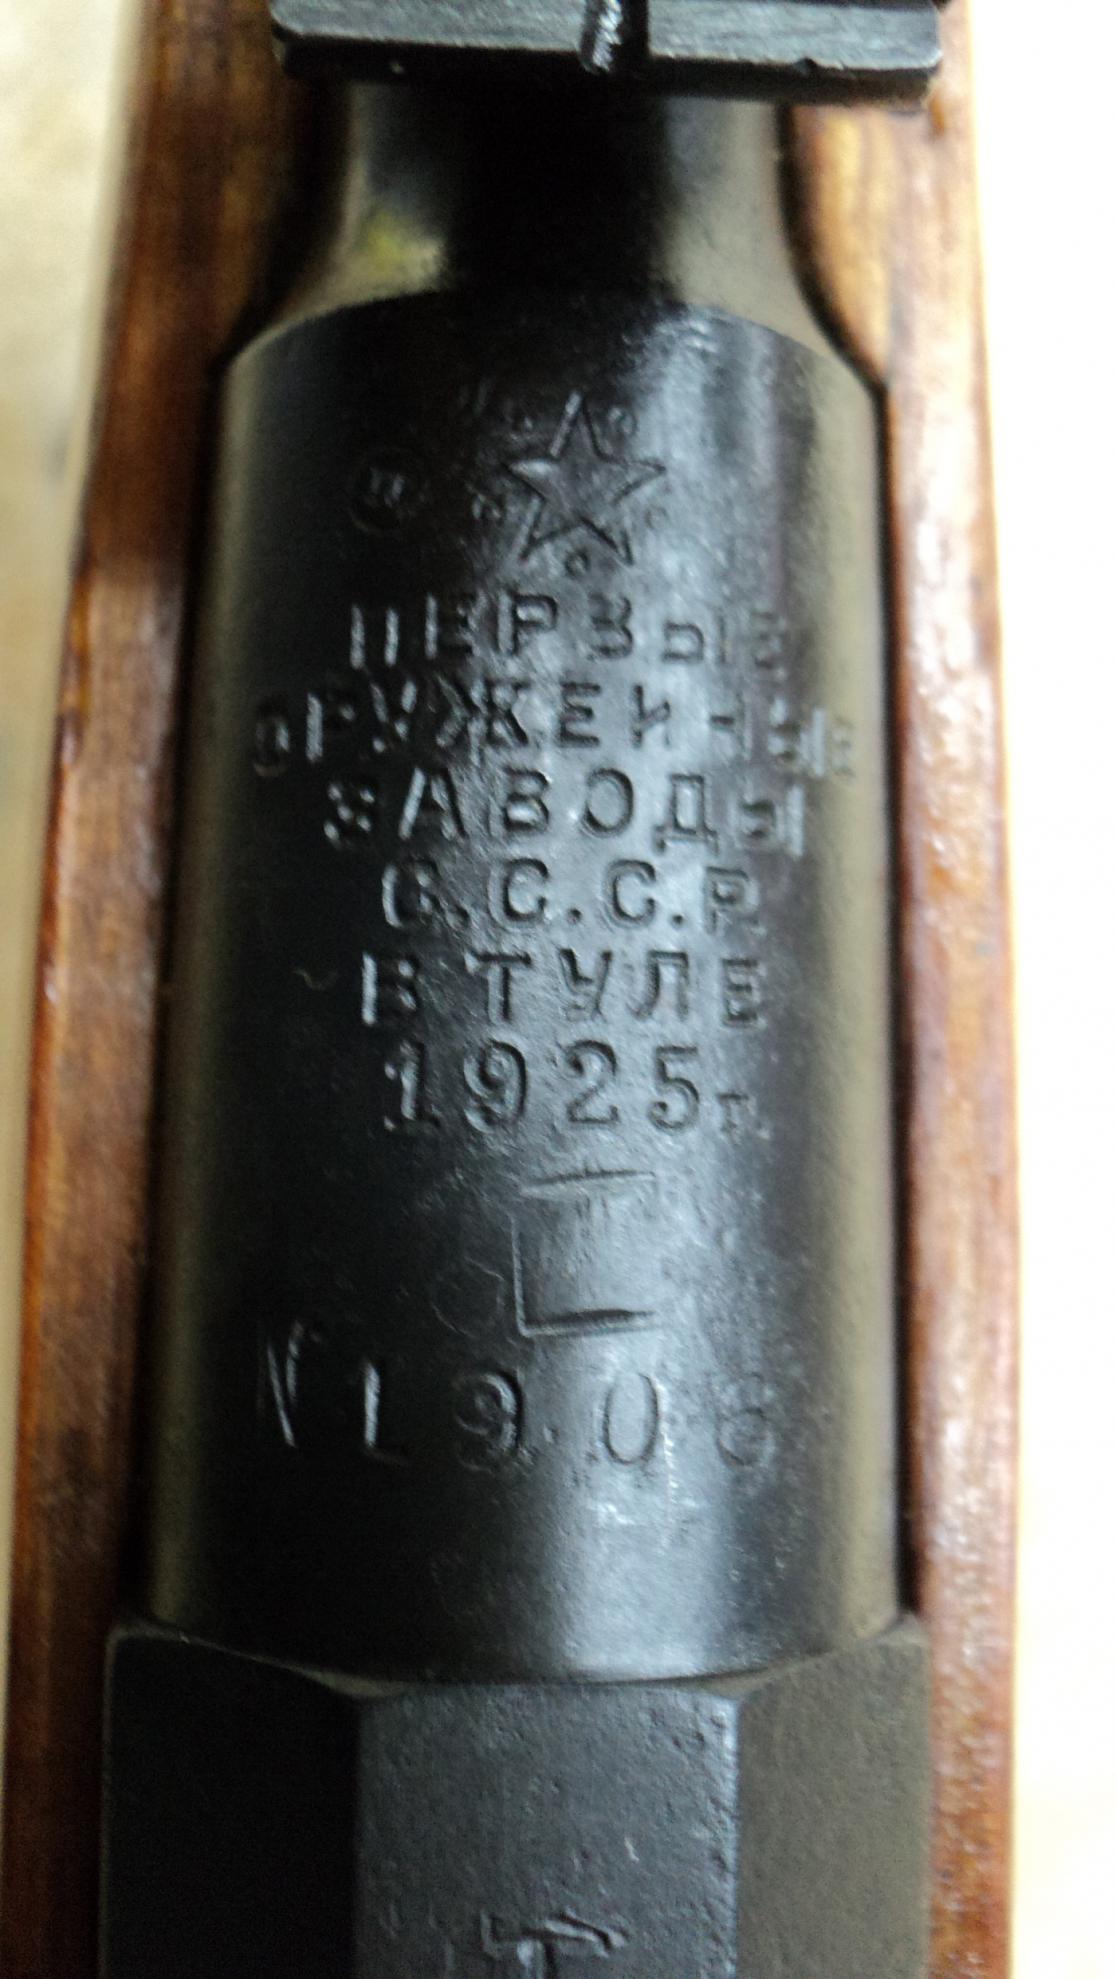 ПЕРВЫЕ
ОРУЖЕЙНЫЕ
ЗАВОДЫ
С.С.С.Р
В ТУЛЕ
1925г.